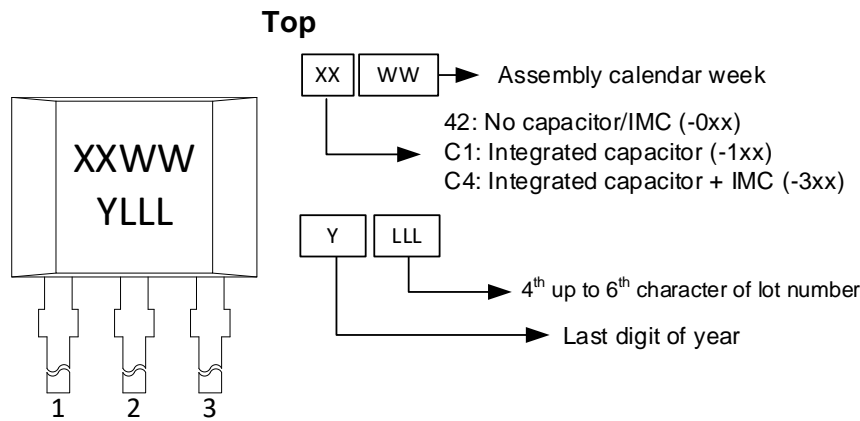 Top
XX WW Assembly calendar week
42: No capacitor/IMC (-0xx)
C1: Integrated capacitor (-1xx)
C4: Integrated capacitor + IMC (-3xx)
XXWW
YLLL
Y LLL
4th up to 6th character of lot number
Last digit of year
1 2 3